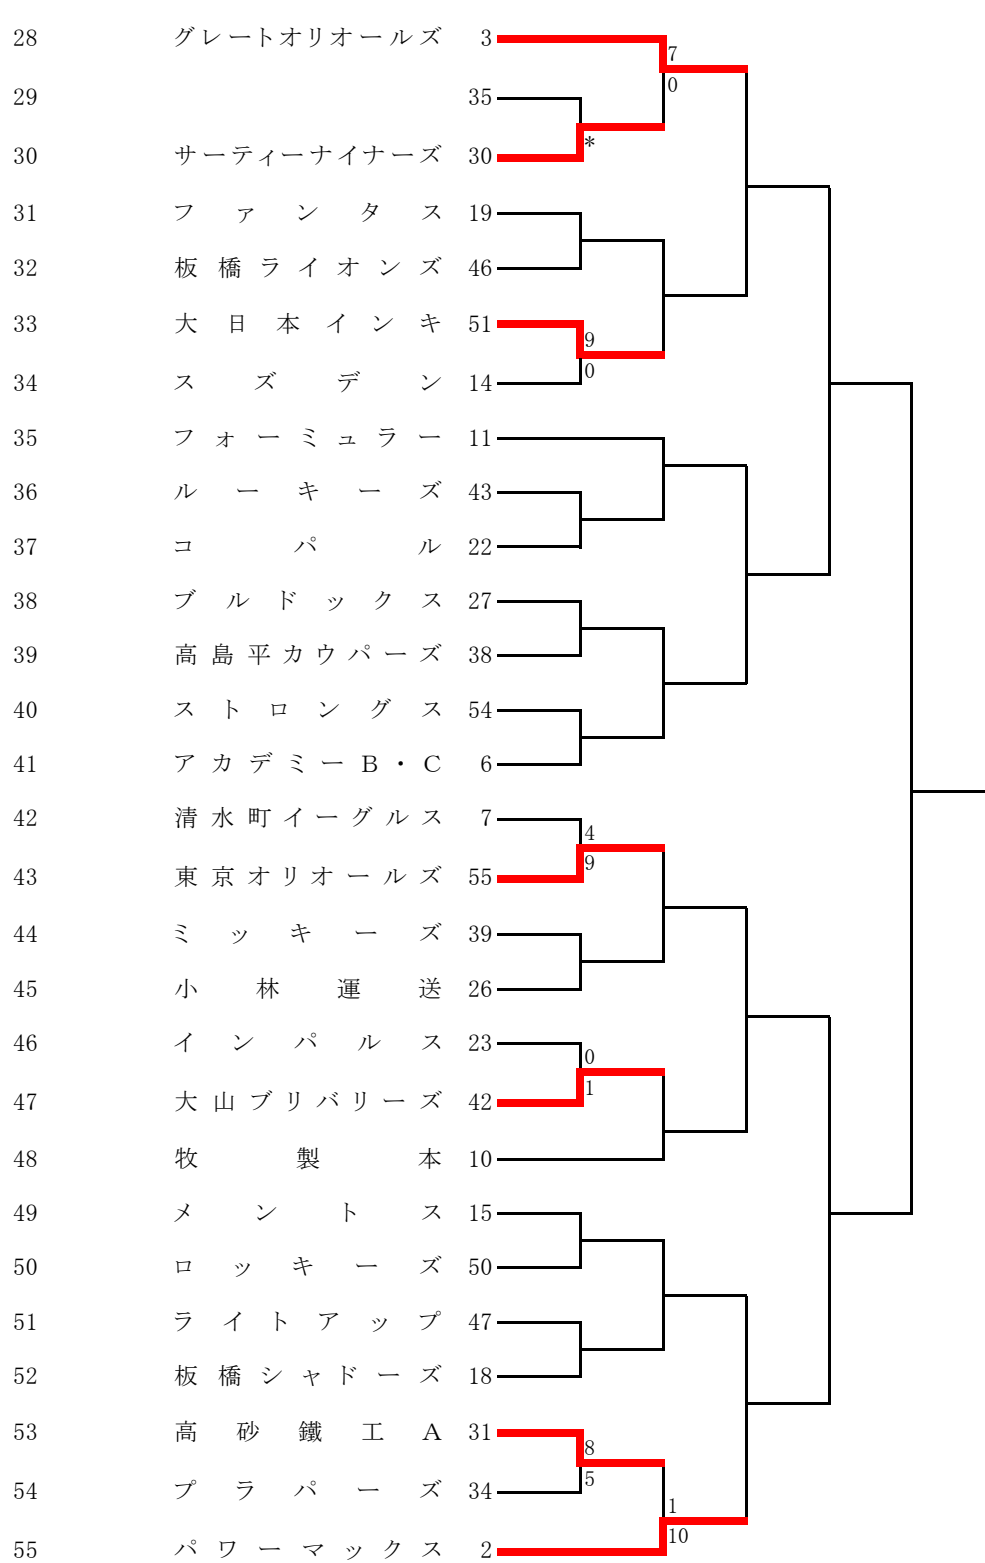 28 グレートオリオールズ 3
7
0
29 35
*
30 サーティーナイナーズ 30
31 ファンタス 19
32 板橋ライオンズ 46
33 大日本インキ 51
9
0
34 スズデン 14
35 フォーミュラー 11
36 ルーキーズ 43
37 コパル 22
38 ブルドックス 27
39 高島平カウパーズ 38
40 ストロングス 54
41 アカデミーB・C 6
42 清水町イーグルス 7
4
9
43 東京オリオールズ 55
44 ミッキーズ 39
45 小林運送 26
46 インパルス 23
0
1
47 大山ブリバリーズ 42
48 牧製本 10
49 メントス 15
50 ロッキーズ 50
51 ライトアップ 47
52 板橋シャドーズ 18
53 高砂鐵工A 31
8
5
54 プラパーズ 34
1
10
55 パワーマックス 2